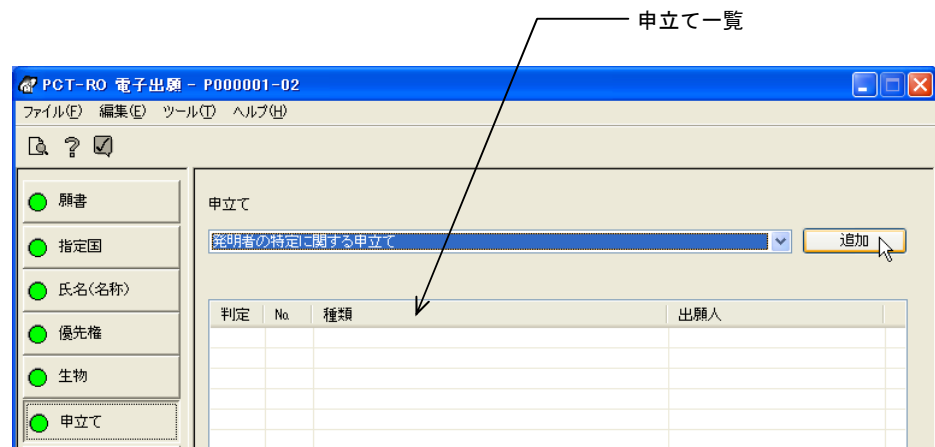 申立て一覧
PCT-RO 電子出願 - P000001-02
ファイル(F) 編集(E) ツール(T) ヘルプ(H)
願書
指定国
氏名(名称)
優先権
生物
申立て
申立て
発明者の特定に関する申立て
追加
判定 No. 種類 出願人